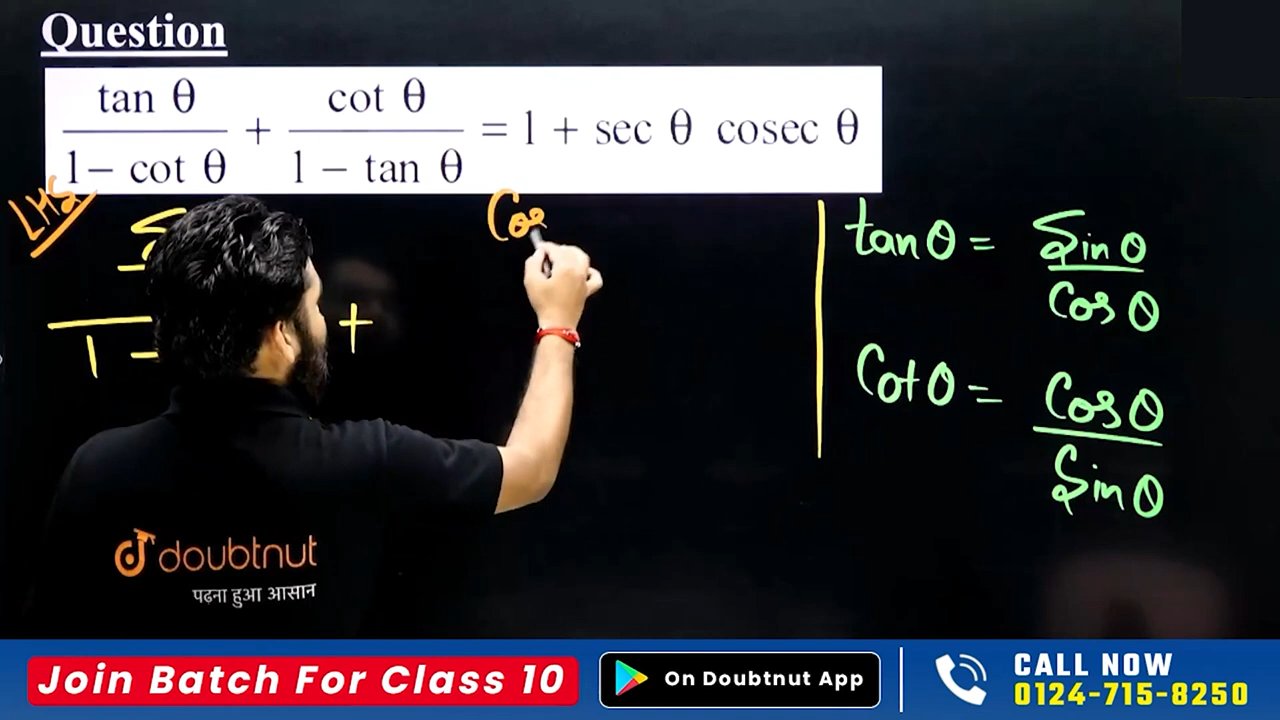 Question
tan θ / 1 – cot θ + cot θ / 1 – tan θ = 1 + sec θ cosec θ
LHS
1 –
+
Cos
tan θ = Sin θ / Cos θ
Cot θ = Cos θ / Sin θ
doubtnut
पढ़ना हुआ आसान
Join Batch For Class 10
On Doubtnut App
CALL NOW
0124-715-8250